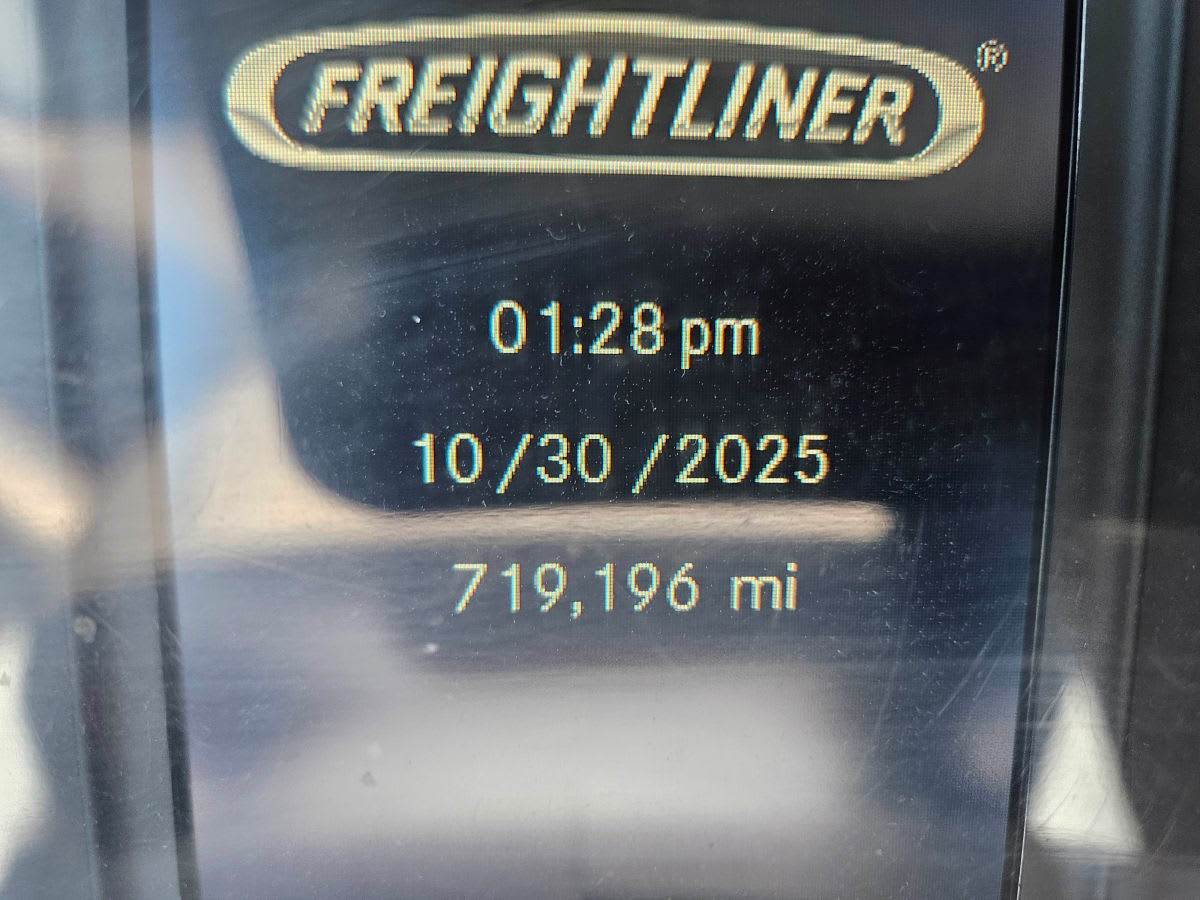 FREIGHTLINER®
01:28 pm
10/30/2025
719,196 mi